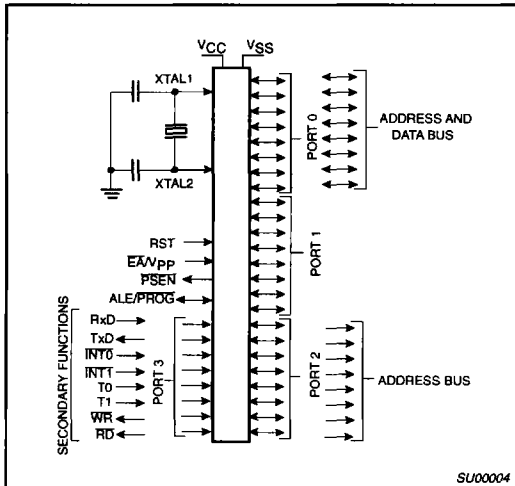 VCC
VSS
XTAL1
XTAL2
PORT 0
ADDRESS AND
DATA BUS
PORT 1
RST
EA/VPP
PSEN
ALE/PROG
SECONDARY FUNCTIONS
RxD
TxD
INT0
INT1
T0
T1
WR
RD
PORT 3
PORT 2
ADDRESS BUS
SU00004